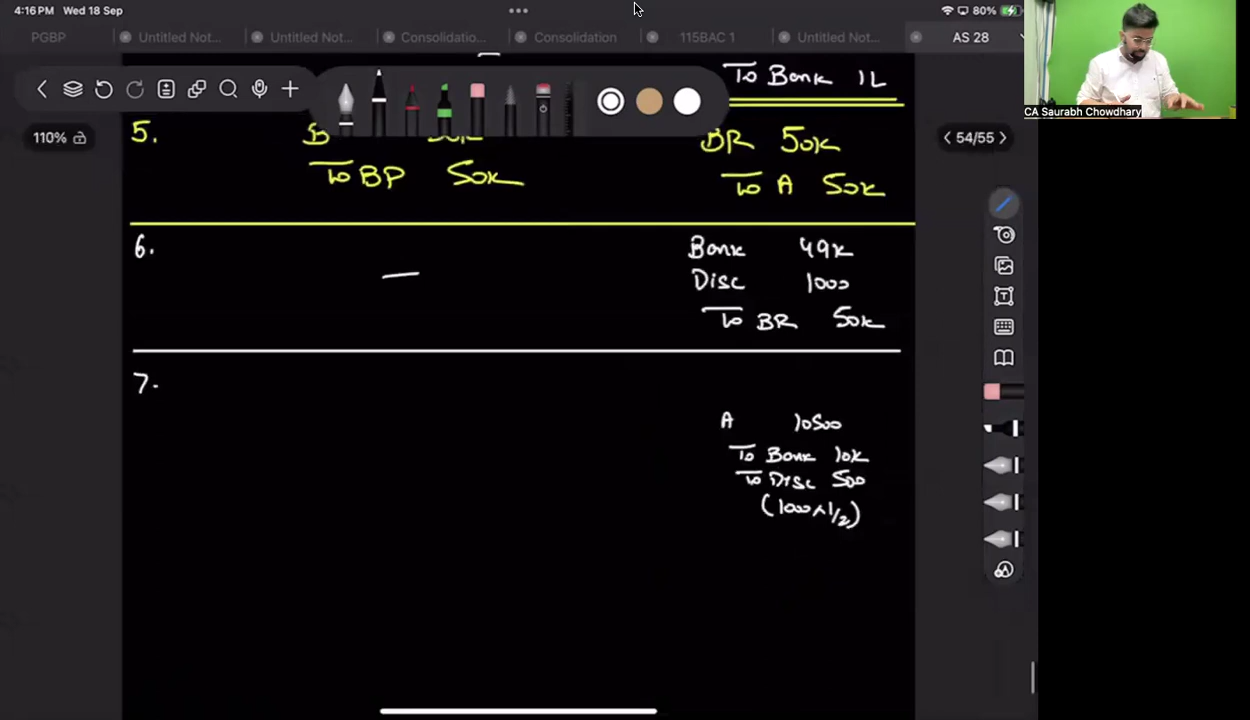 4:16 PM Wed 18 Sep
80%
PGBP
Untitled Not...
Untitled Not...
Consolidatio...
Consolidation
115BAC 1
Untitled Not...
AS 28
CA Saurabh Chowdhary
110%
54/55
To Bank 1L
5.
B
To BP 50K
BR 50K
To A 50K
6.
—
Bank 49K
Disc 1000
To BR 50K
7.
A 10500
To Bank 10K
To Disc 500
(1000×1/2)